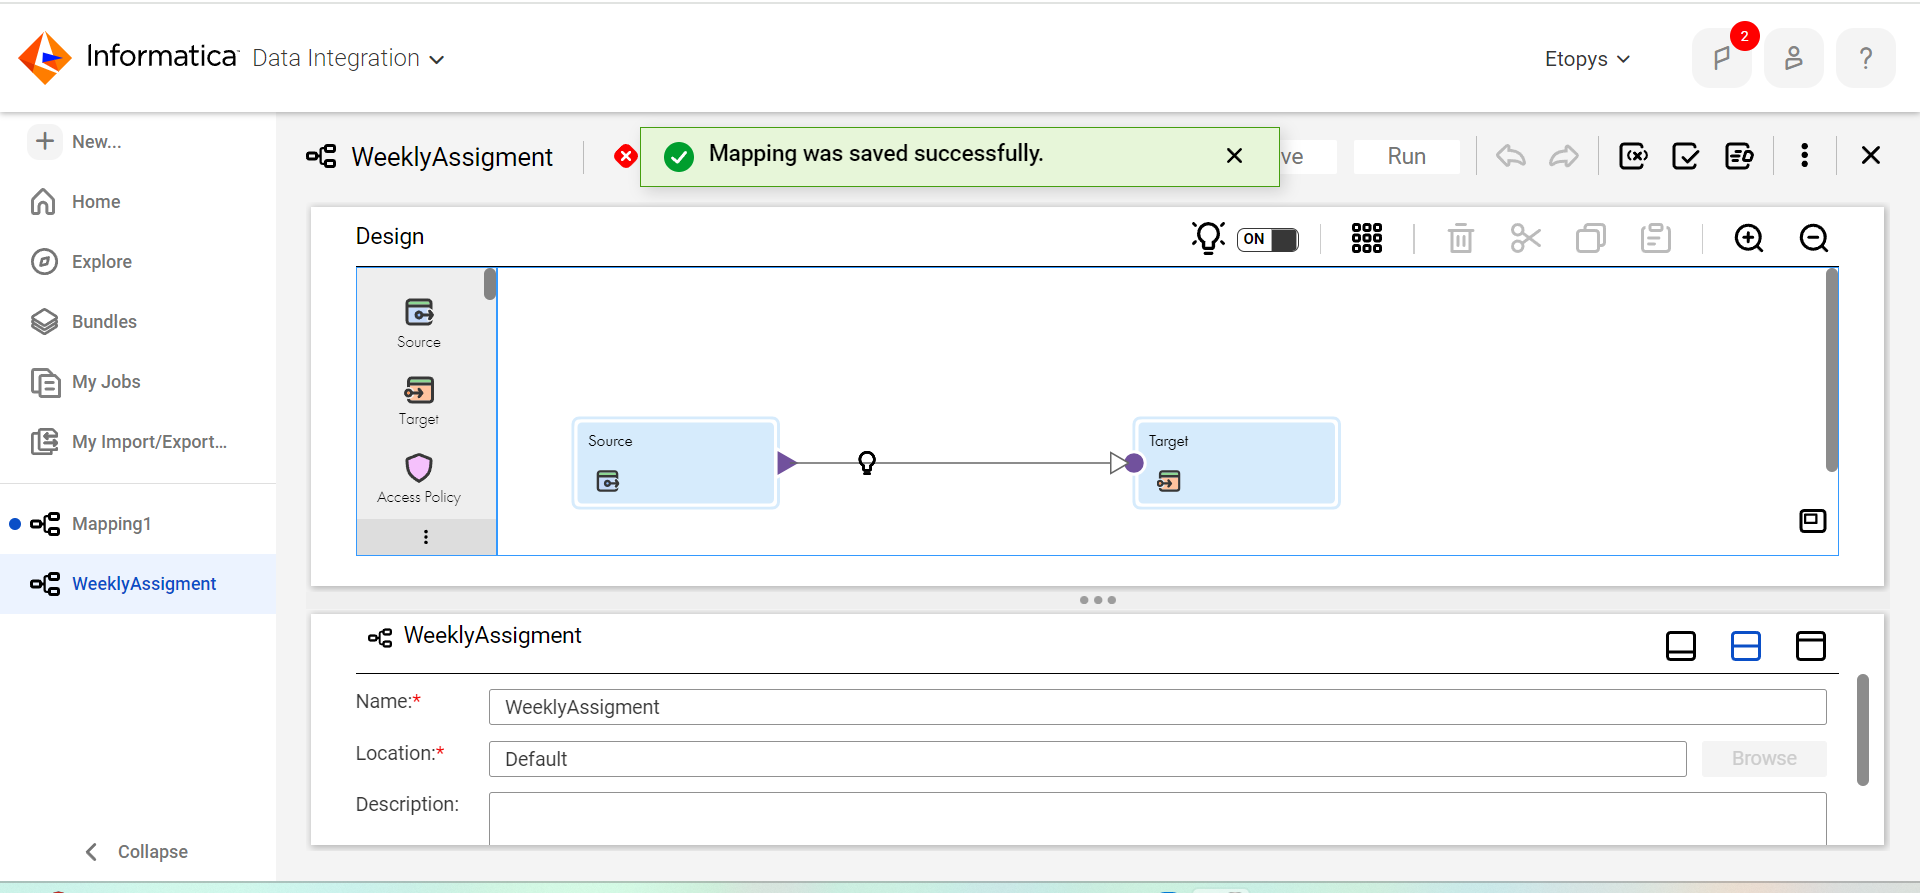 Informatica Data Integration
Etopys
2
?
New...
Home
Explore
Bundles
My Jobs
My Import/Export...
Mapping1
WeeklyAssigment
Collapse
WeeklyAssigment
Mapping was saved successfully.
ve
Run
Design
ON
Source
Target
Access Policy
Source
Target
WeeklyAssigment
Name:*
WeeklyAssigment
Location:*
Default
Browse
Description: